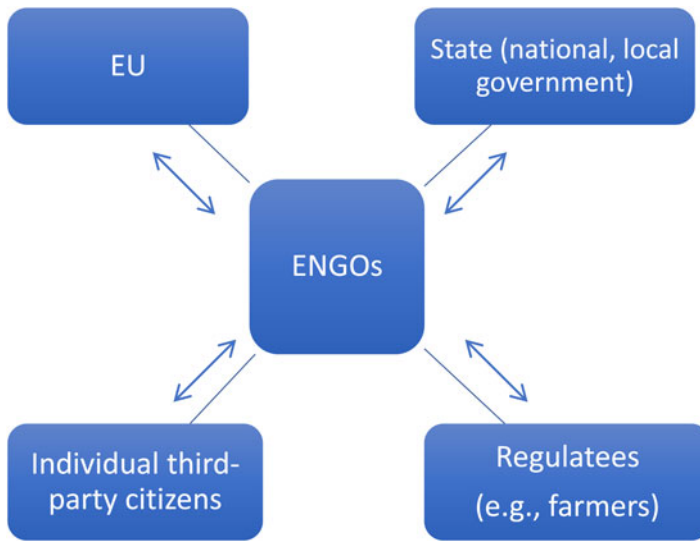 EU
State (national, local
government)
ENGOs
Individual third-
party citizens
Regulatees
(e.g., farmers)